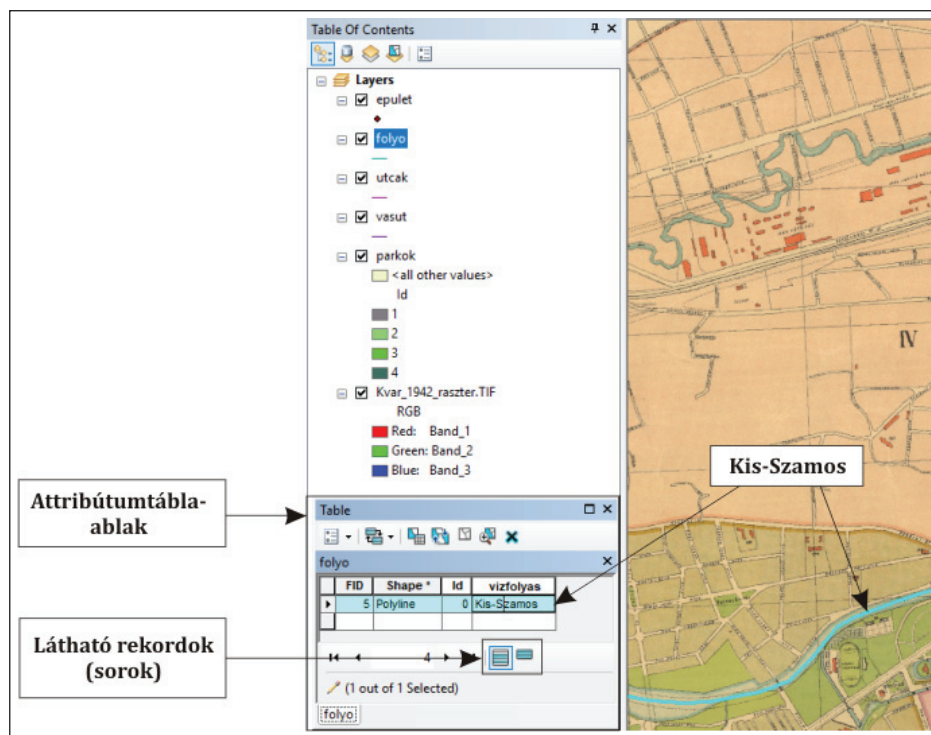 Table Of Contents
Layers
epulet
folyo
utcak
vasut
parkok
<all other values>
Id
1
2
3
4
Kvar_1942_raszter.TIF
RGB
Red: Band_1
Green: Band_2
Blue: Band_3
Attribútumtábla-
ablak
Table
folyo
FID Shape * Id vizfolyas
5 Polyline 0 Kis-Szamos
Látható rekordok
(sorok)
4
(1 out of 1 Selected)
folyo
IV
Kis-Szamos